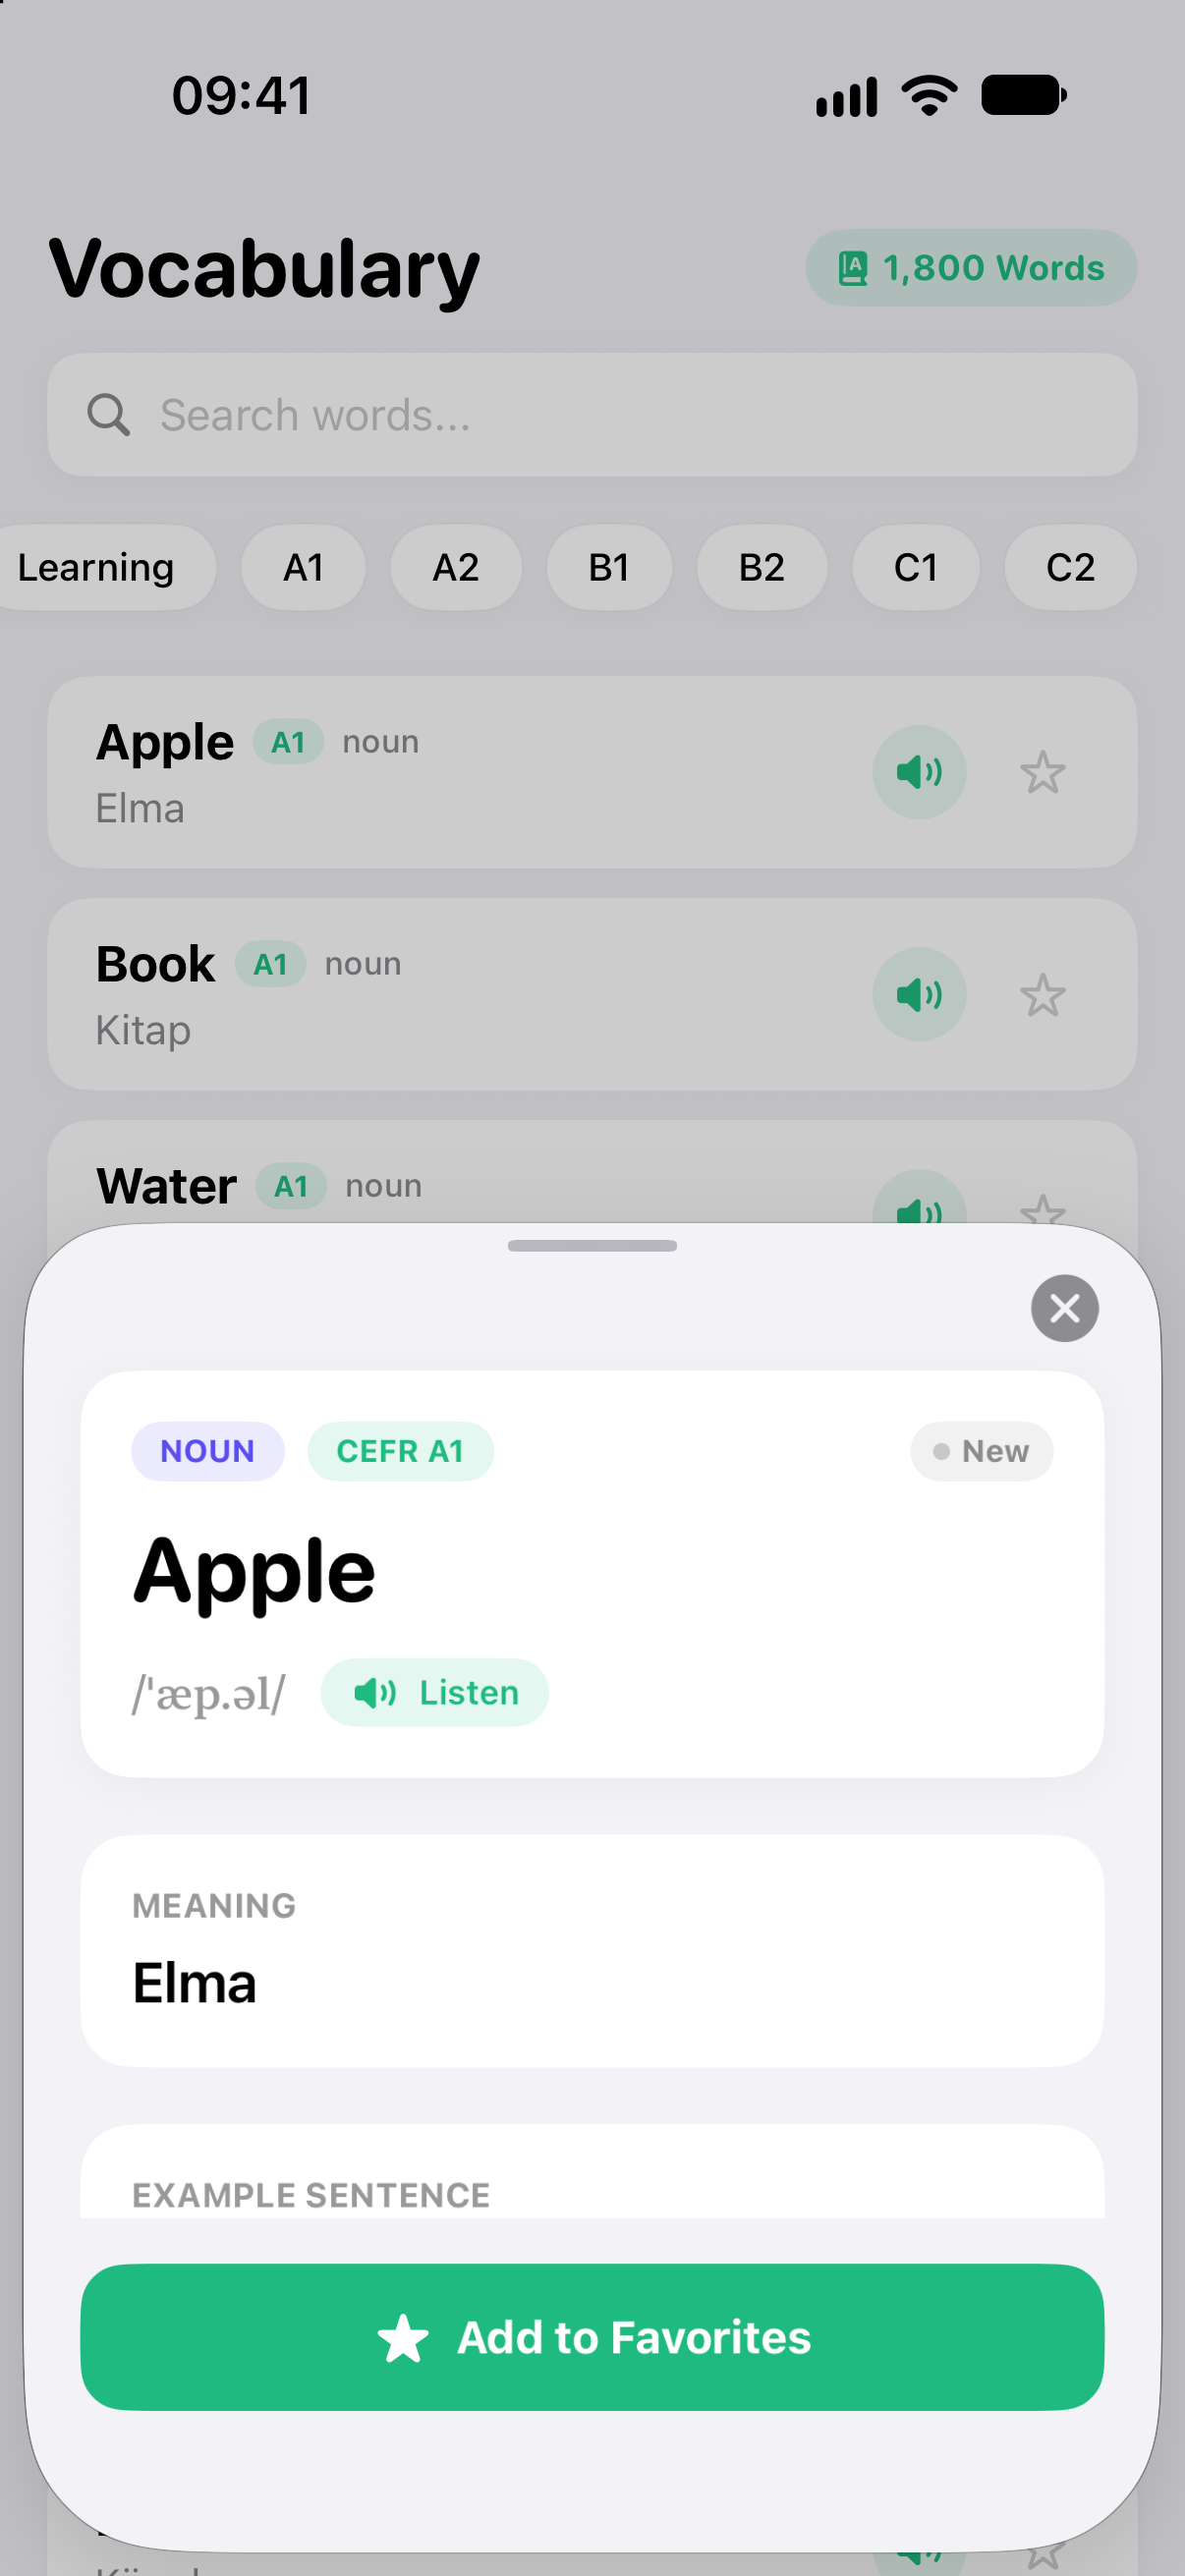 09:41
Vocabulary
1,800 Words
Search words...
Learning A1 A2 B1 B2 C1 C2
Apple A1 noun
Elma
Book A1 noun
Kitap
Water A1 noun
NOUN CEFR A1 New
Apple
/ˈæp.əl/ Listen
MEANING
Elma
EXAMPLE SENTENCE
Add to Favorites